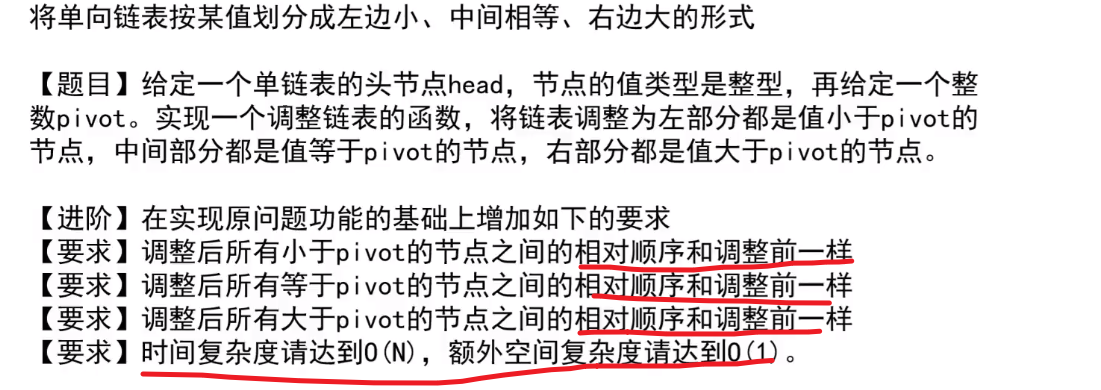 将单向链表按某值划分成左边小、中间相等、右边大的形式
【题目】给定一个单链表的头节点head，节点的值类型是整型，再给定一个整
数pivot。实现一个调整链表的函数，将链表调整为左部分都是值小于pivot的
节点，中间部分都是值等于pivot的节点，右部分都是值大于pivot的节点。
【进阶】在实现原问题功能的基础上增加如下的要求
【要求】调整后所有小于pivot的节点之间的相对顺序和调整前一样
【要求】调整后所有等于pivot的节点之间的相对顺序和调整前一样
【要求】调整后所有大于pivot的节点之间的相对顺序和调整前一样
【要求】时间复杂度请达到O(N)，额外空间复杂度请达到O(1)。